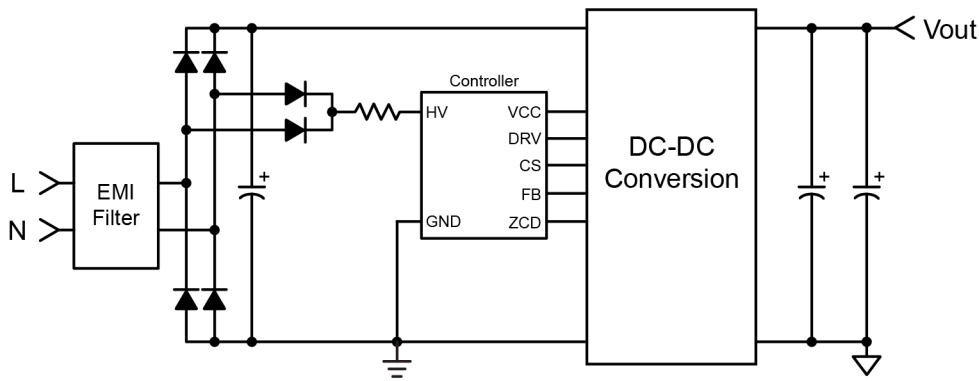 Vout
Controller
HV
VCC
DRV
CS
FB
ZCD
GND
DC-DC
Conversion
L
N
EMI
Filter
+
+
+